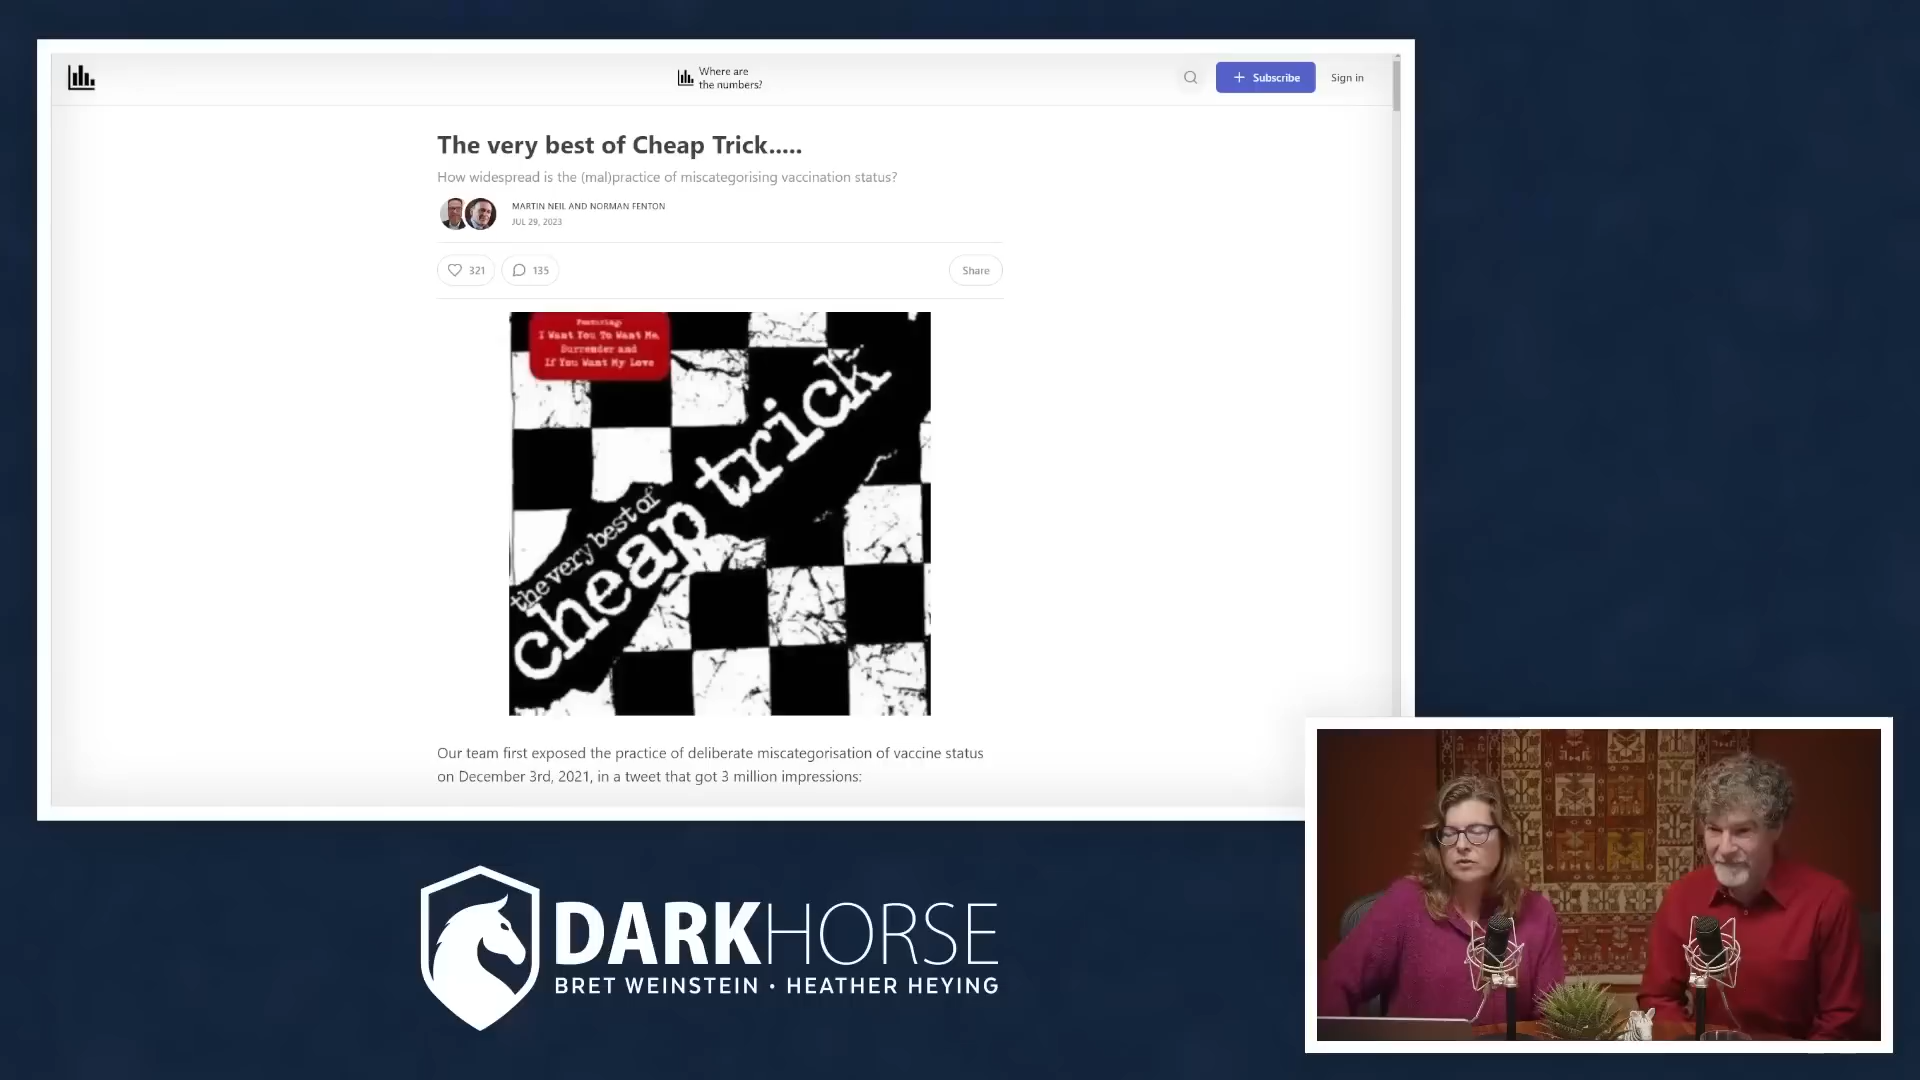 Where are
the numbers?
Subscribe
Sign in
The very best of Cheap Trick.....
How widespread is the (mal)practice of miscategorising vaccination status?
MARTIN NEIL AND NORMAN FENTON
JUL 29, 2023
321
135
Share
Featuring:
I Want You To Want Me,
Surrender and
If You Want My Love
the very best of
cheap trick
Our team first exposed the practice of deliberate miscategorisation of vaccine status
on December 3rd, 2021, in a tweet that got 3 million impressions:
DARKHORSE
BRET WEINSTEIN • HEATHER HEYING